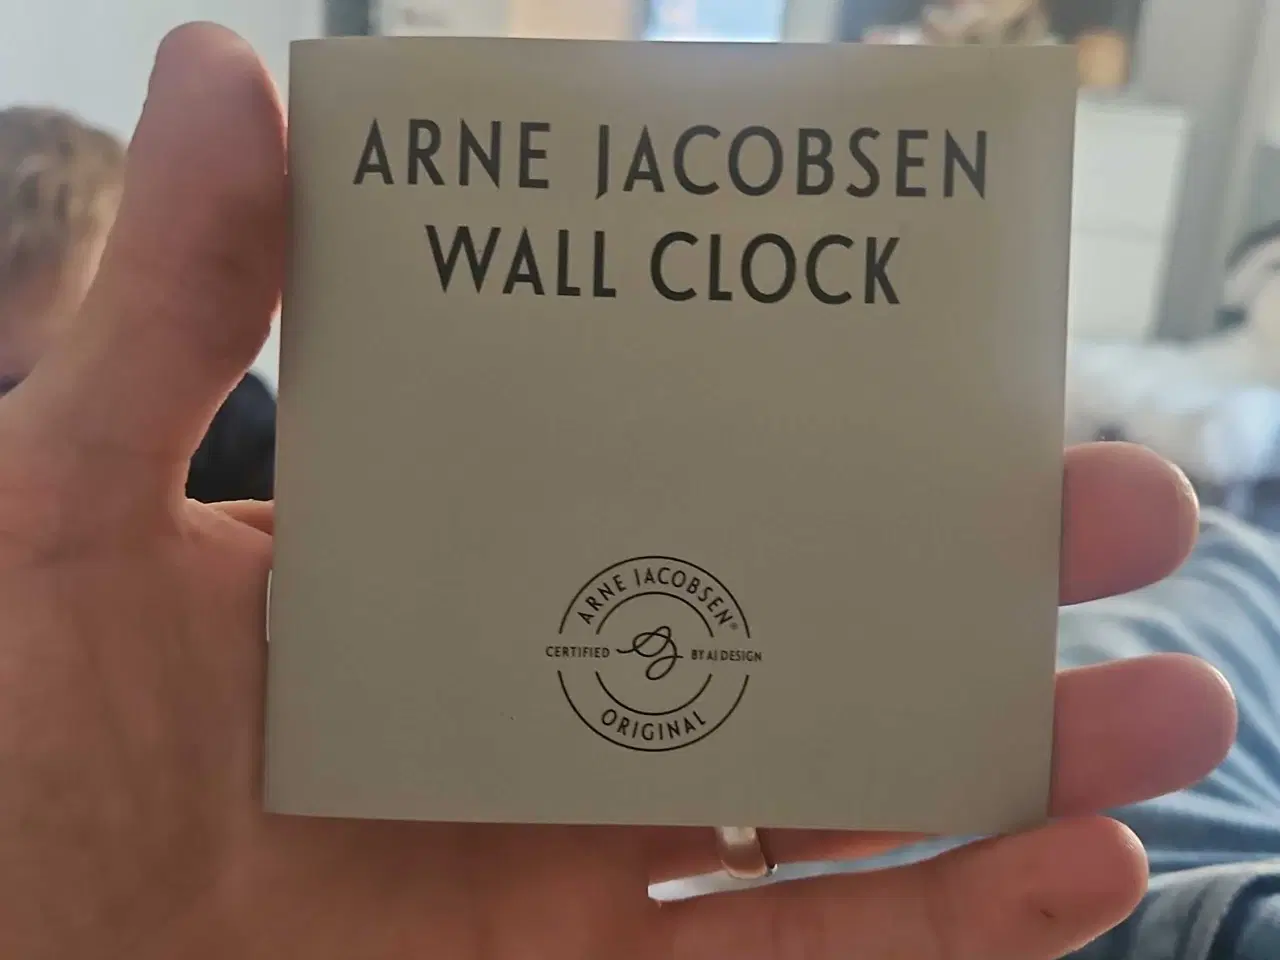 ARNE JACOBSEN
WALL CLOCK
ARNE JACOBSEN®
CERTIFIED BY AJ DESIGN
ORIGINAL